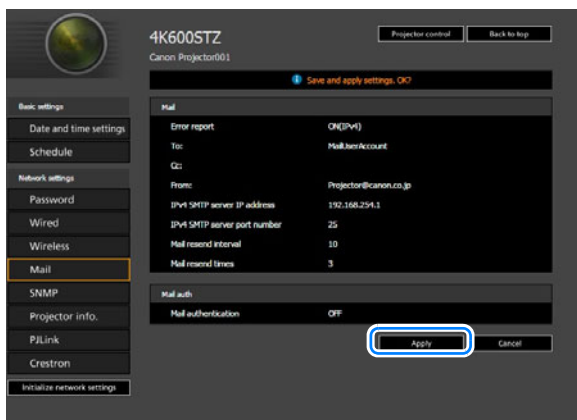 4K600STZ
Projector control
Back to top
Canon Projector001
Save and apply settings. OK?
Basic settings
Date and time settings
Schedule
Network settings
Password
Wired
Wireless
Mail
SNMP
Projector info.
PJLink
Crestron
Initialize network settings
Mail
Error report ON(IPv4)
To: MailUserAccount
Cc:
From: Projector@canon.co.jp
IPv4 SMTP server IP address 192.168.254.1
IPv4 SMTP server port number 25
Mail resend interval 10
Mail resend times 3
Mail auth
Mail authentication OFF
Apply
Cancel